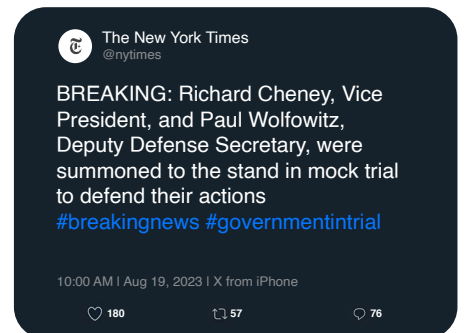 The New York Times
@nytimes
BREAKING: Richard Cheney, Vice
President, and Paul Wolfowitz,
Deputy Defense Secretary, were
summoned to the stand in mock trial
to defend their actions
#breakingnews #governmentintrial
10:00 AM | Aug 19, 2023 | X from iPhone
180 57 76